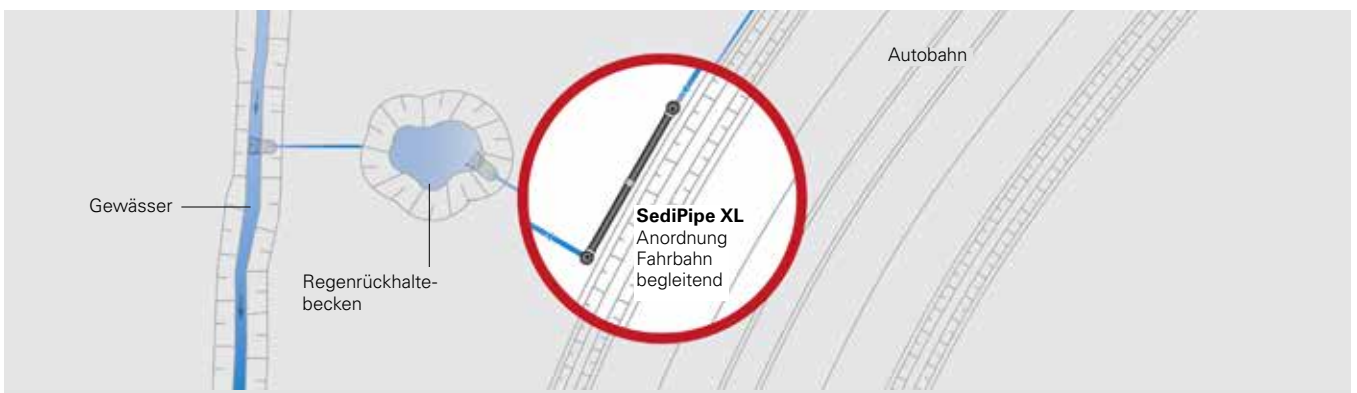 Autobahn
Gewässer
Regenrückhalte-
becken
SediPipe XL
Anordnung
Fahrbahn
begleitend